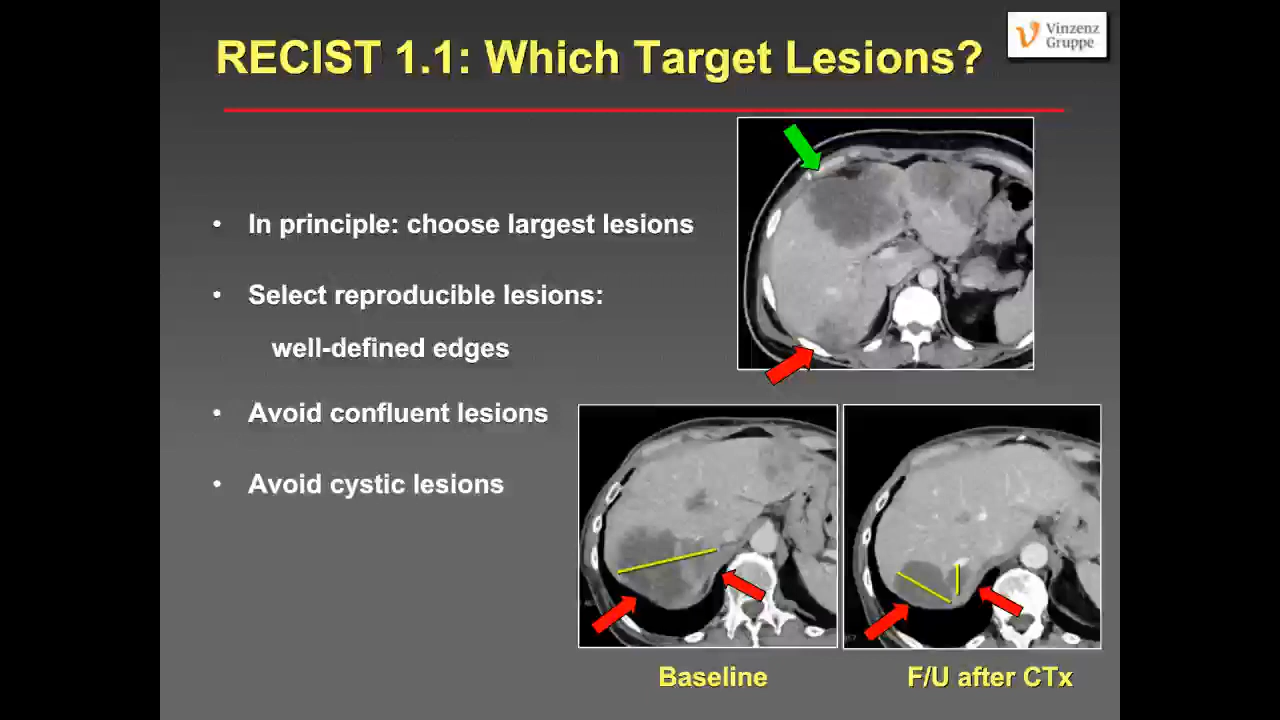 RECIST 1.1: Which Target Lesions?
Vinzenz
Gruppe
• In principle: choose largest lesions
• Select reproducible lesions:
well-defined edges
• Avoid confluent lesions
• Avoid cystic lesions
Baseline
F/U after CTx